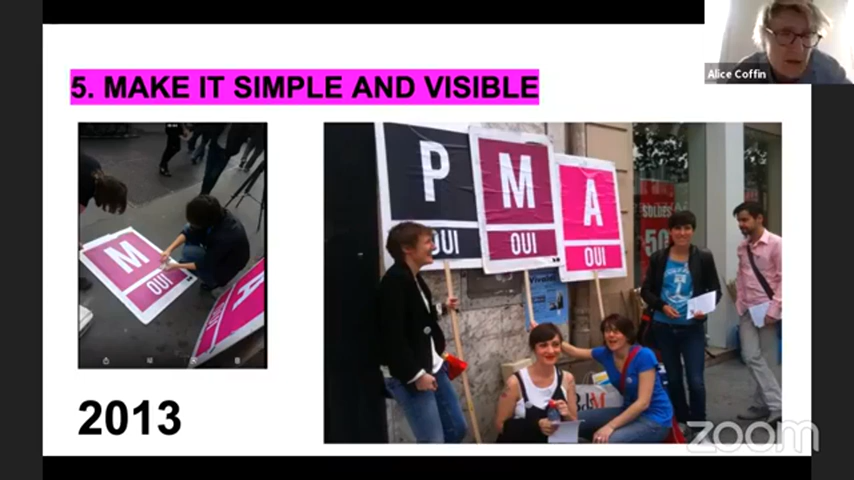 Alice Coffin
5. MAKE IT SIMPLE AND VISIBLE
P
OUI
M
OUI
A
OUI
M
OUI
A
SOLDES
50
2013
zoom